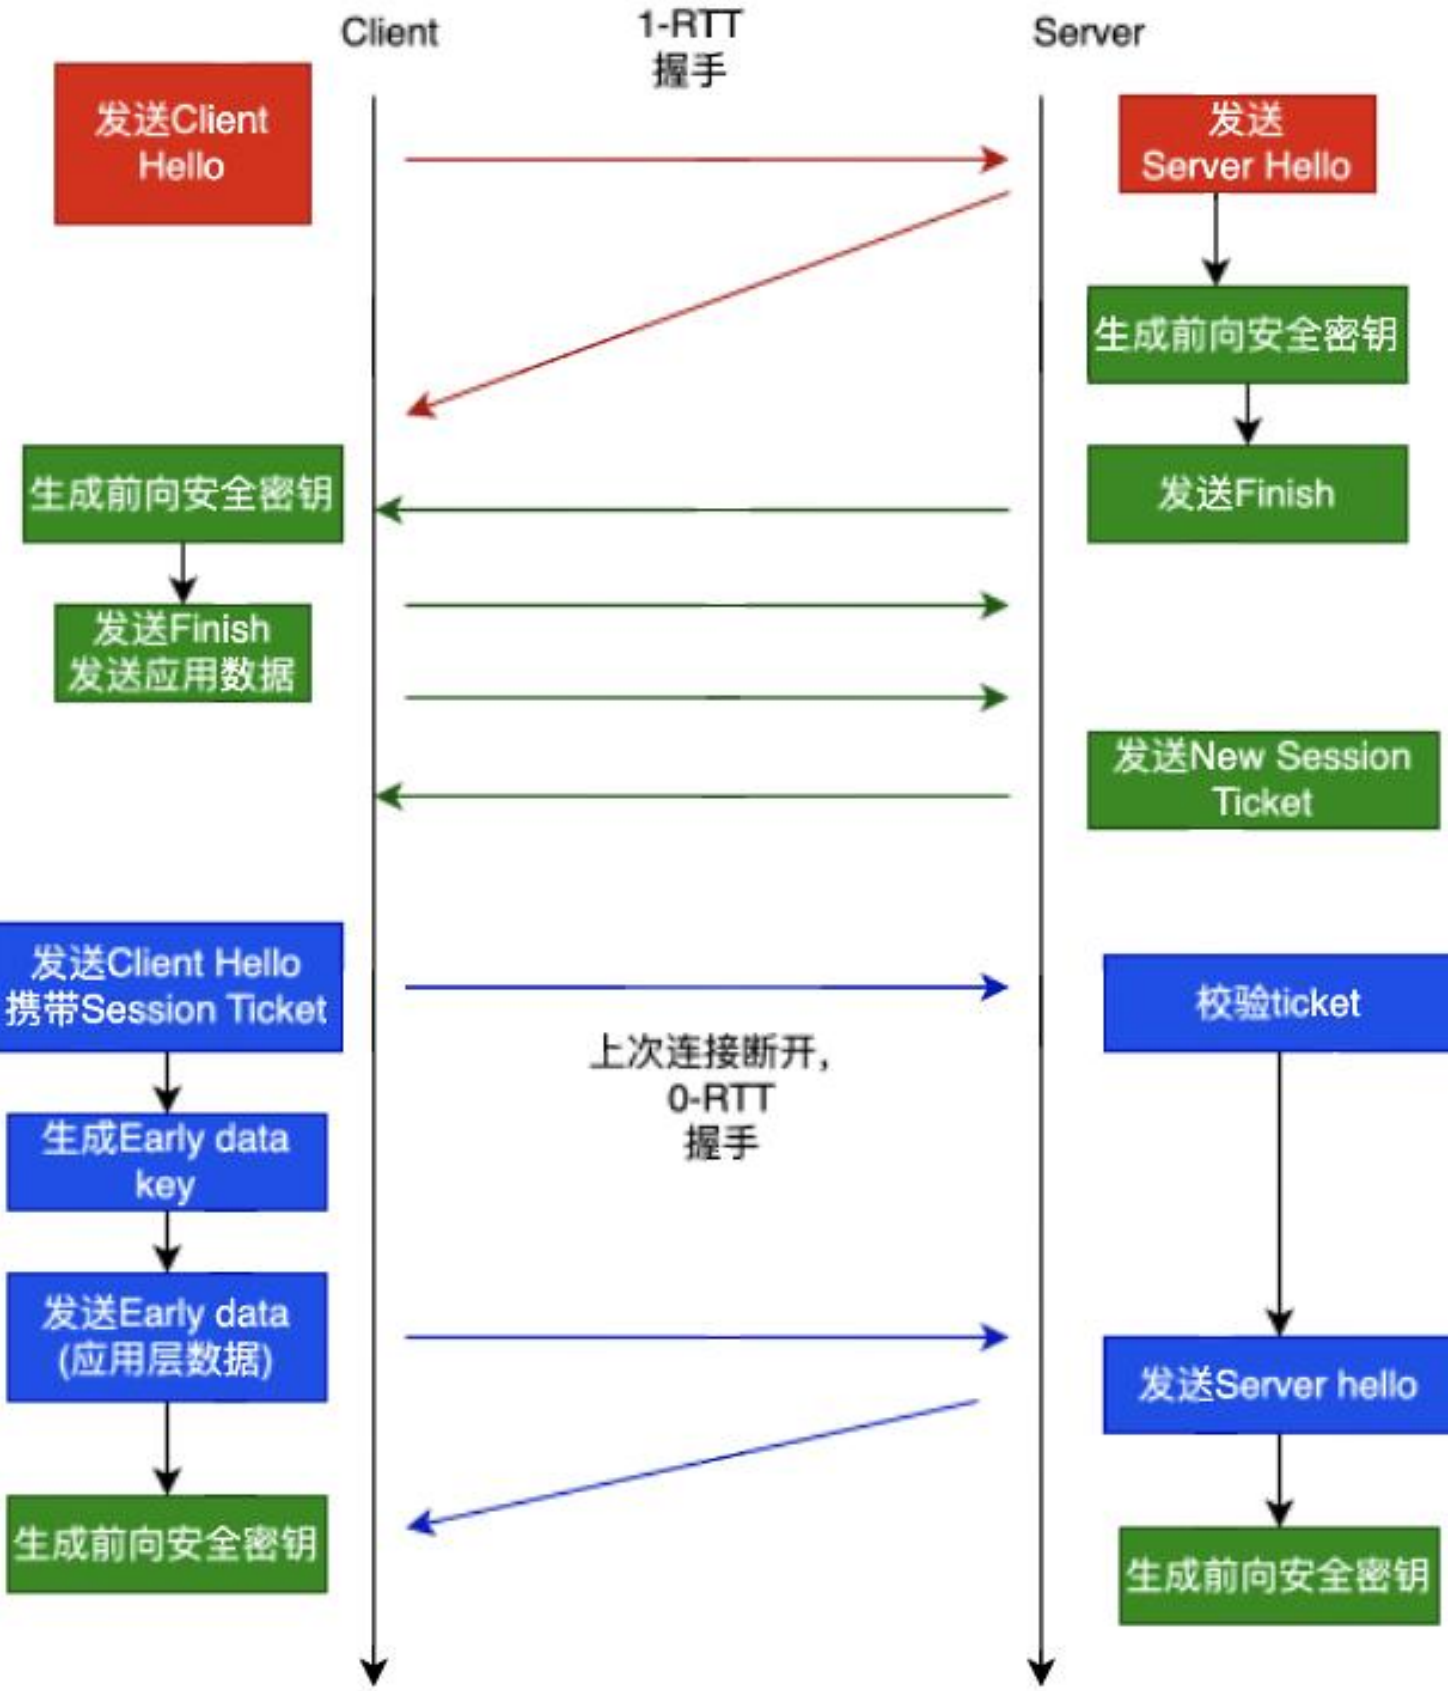 Client
1-RTT
握手
Server
发送Client
Hello
发送
Server Hello
生成前向安全密钥
生成前向安全密钥
发送Finish
发送Finish
发送应用数据
发送New Session
Ticket
发送Client Hello
携带Session Ticket
校验ticket
上次连接断开，
0-RTT
握手
生成Early data
key
发送Early data
(应用层数据)
发送Server hello
生成前向安全密钥
生成前向安全密钥